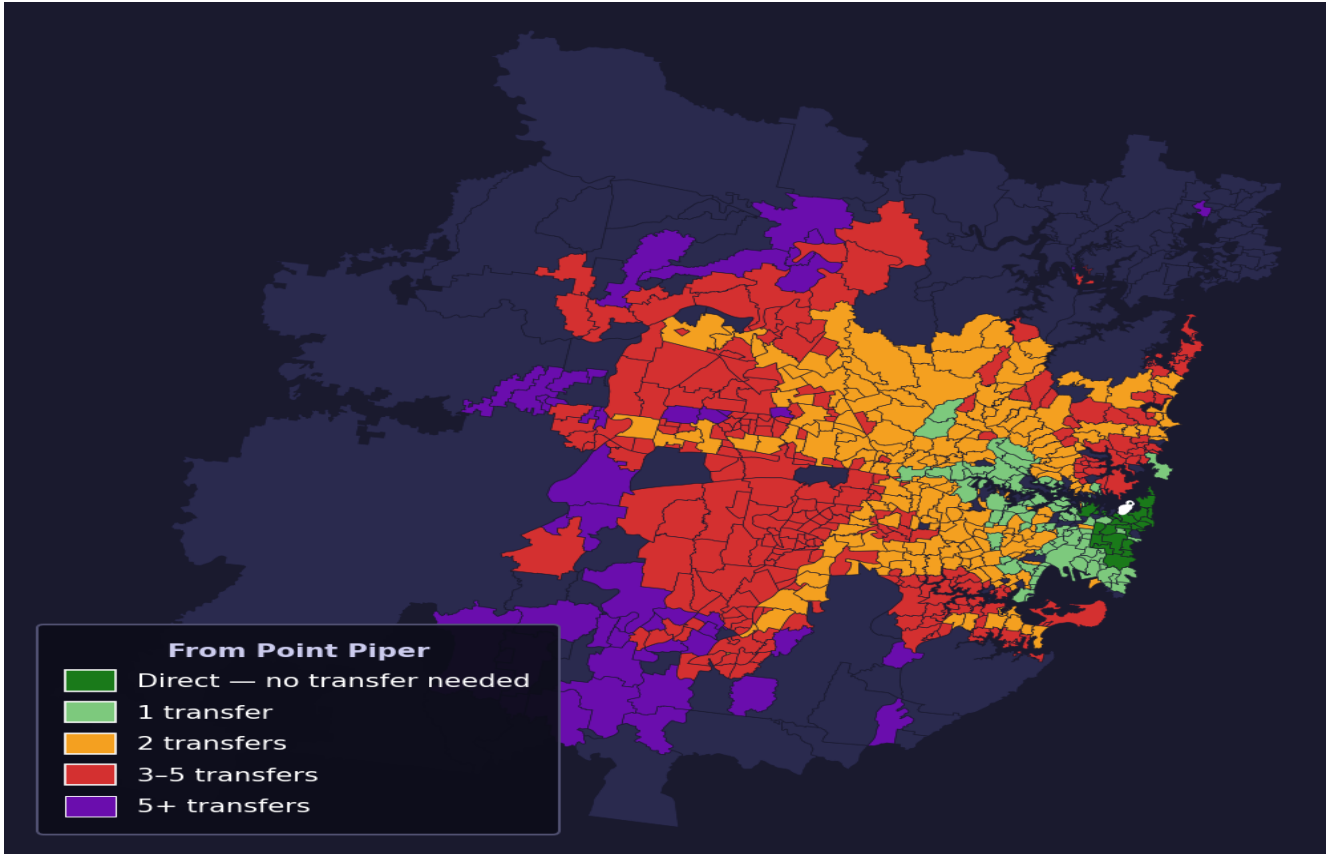 From Point Piper
Direct — no transfer needed
1 transfer
2 transfers
3–5 transfers
5+ transfers